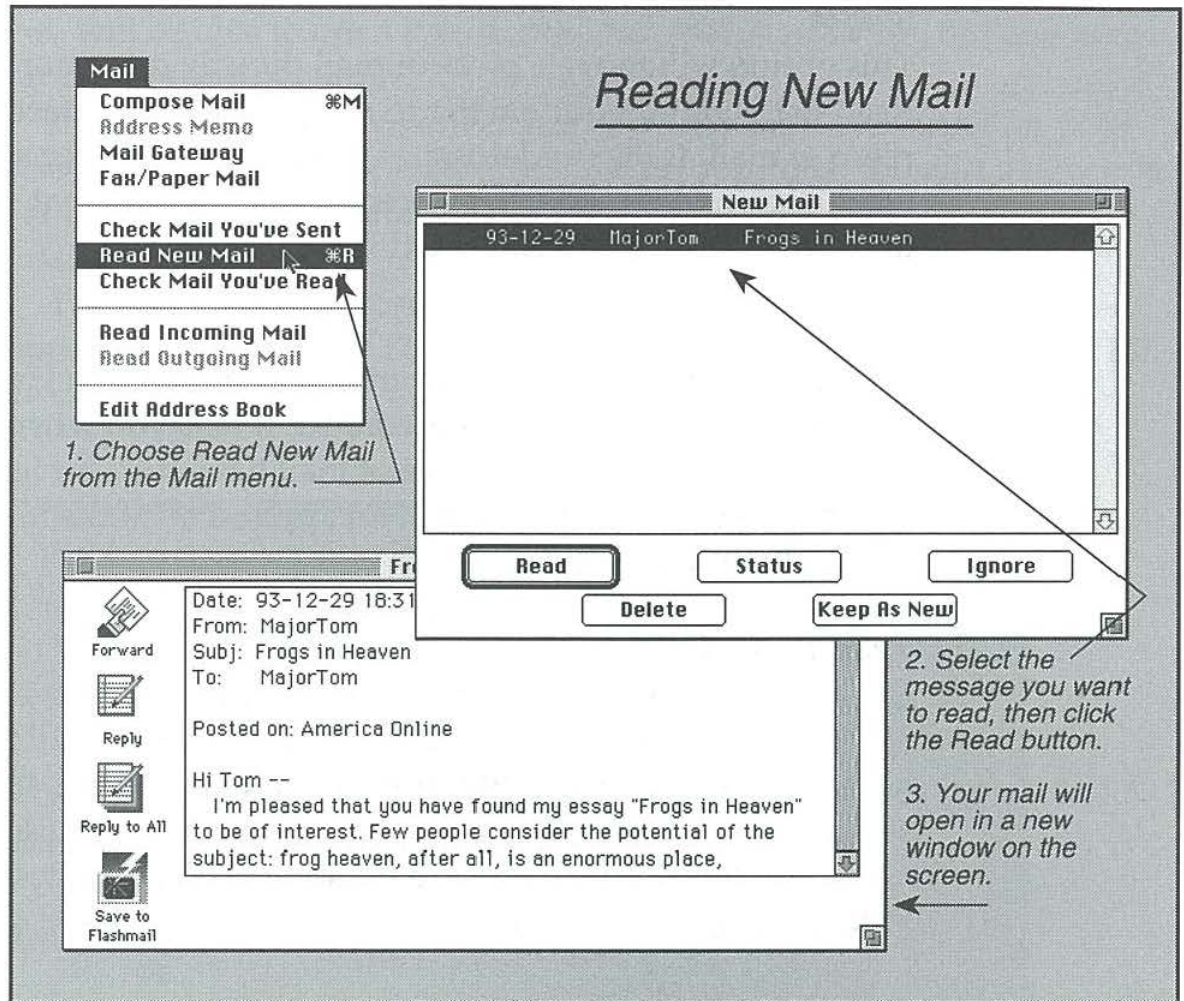 Reading New Mail
Mail
Compose Mail ⌘M
Address Memo
Mail Gateway
Fax/Paper Mail
Check Mail You've Sent
Read New Mail ⌘R
Check Mail You've Read
Read Incoming Mail
Read Outgoing Mail
Edit Address Book
1. Choose Read New Mail
from the Mail menu.
New Mail
93-12-29 MajorTom Frogs in Heaven
Read Status Ignore
Delete Keep As New
2. Select the
message you want
to read, then click
the Read button.
Forward
Reply
Reply to All
Save to
Flashmail
Date: 93-12-29 18:31
From: MajorTom
Subj: Frogs in Heaven
To: MajorTom
Posted on: America Online
Hi Tom --
I'm pleased that you have found my essay "Frogs in Heaven"
to be of interest. Few people consider the potential of the
subject: frog heaven, after all, is an enormous place,
3. Your mail will
open in a new
window on the
screen.